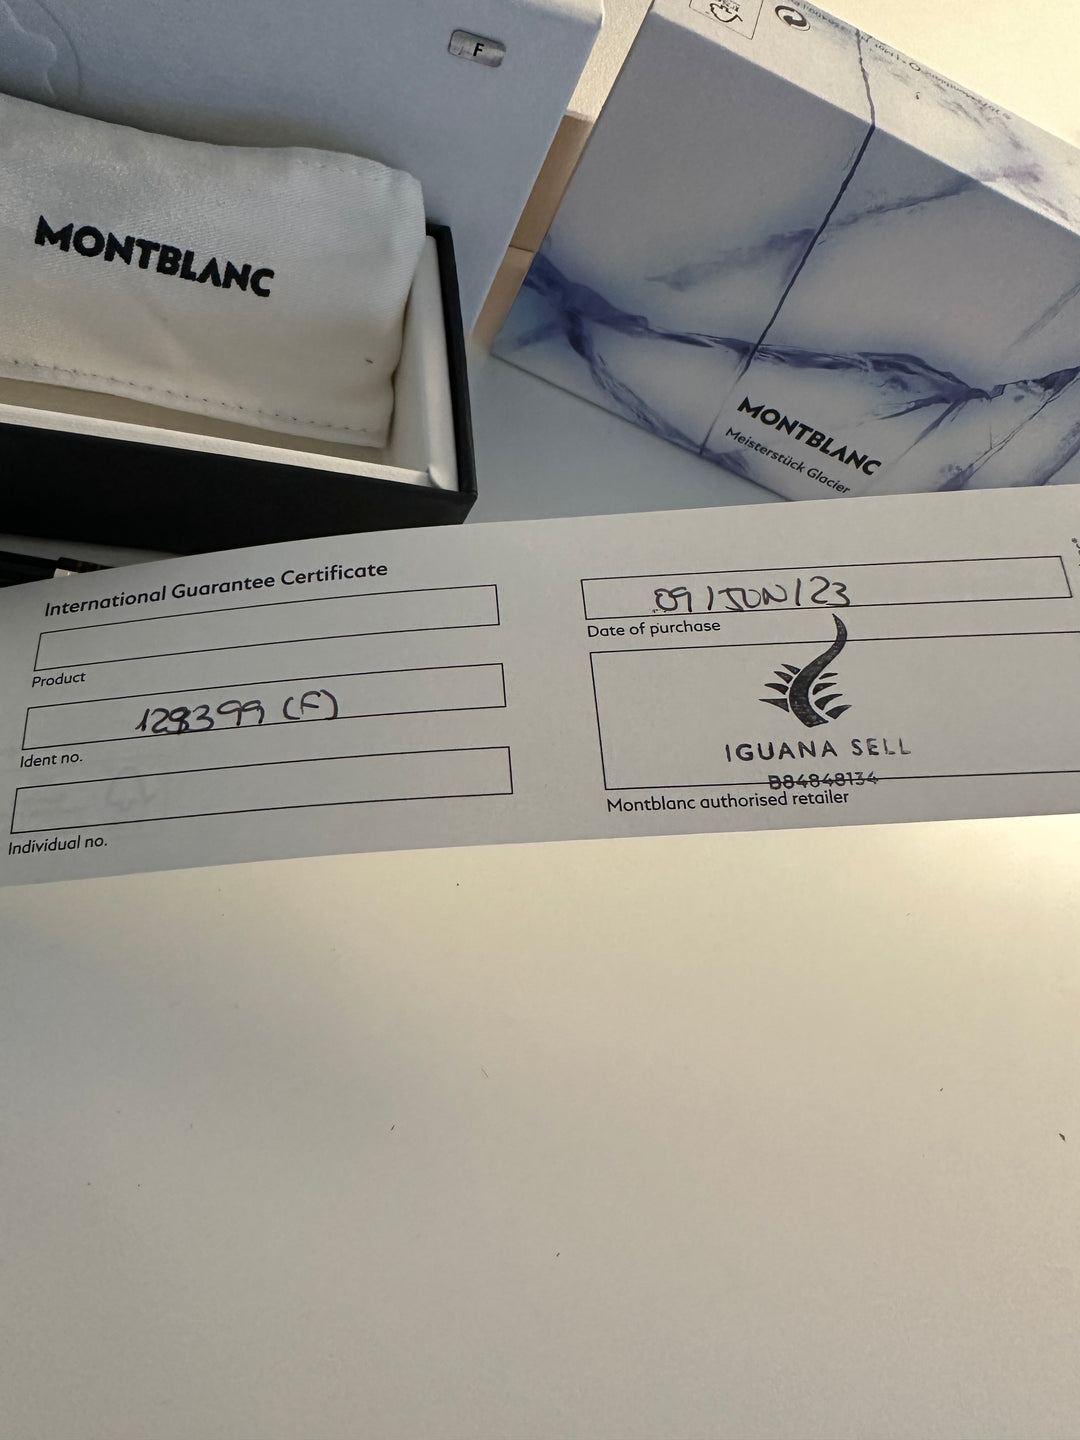 F
MONTBLANC
MONTBLANC
Meisterstück Glacier
International Guarantee Certificate
Product
128399 (F)
Ident no.
Individual no.
09/JUN/23
Date of purchase
IGUANA SELL
B84848134
Montblanc authorised retailer